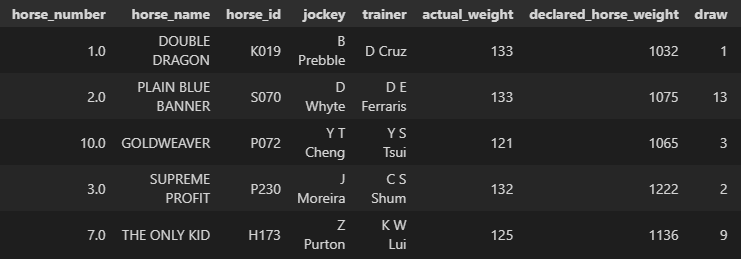 horse_number horse_name horse_id jockey trainer actual_weight declared_horse_weight draw
1.0 DOUBLE DRAGON K019 B Prebble D Cruz 133 1032 1
2.0 PLAIN BLUE BANNER S070 D Whyte D E Ferraris 133 1075 13
10.0 GOLDWEAVER P072 Y T Cheng Y S Tsui 121 1065 3
3.0 SUPREME PROFIT P230 J Moreira C S Shum 132 1222 2
7.0 THE ONLY KID H173 Z Purton K W Lui 125 1136 9